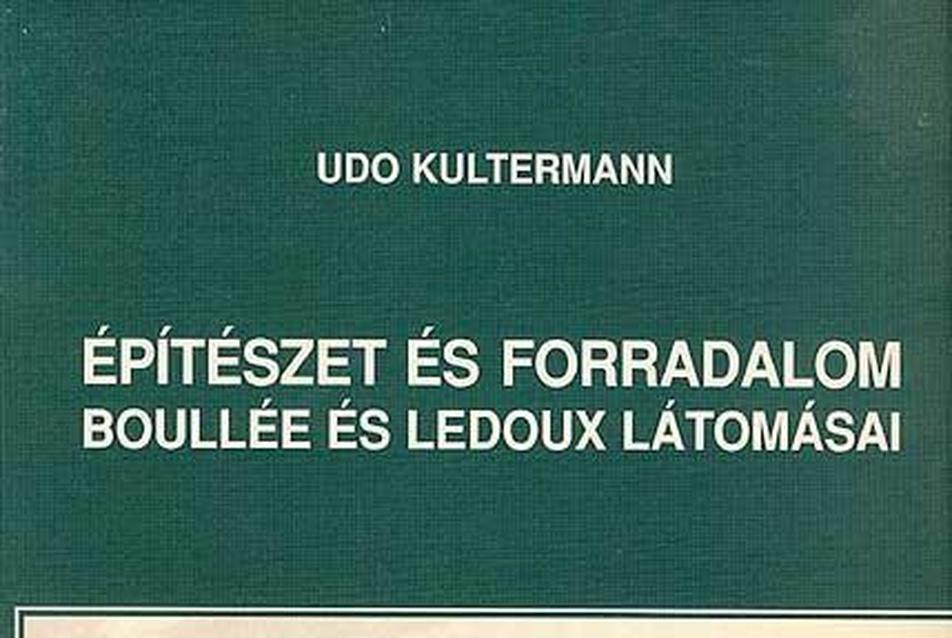 UDO KULTERMANN
ÉPÍTÉSZET ÉS FORRADALOM
BOULLÉE ÉS LEDOUX LÁTOMÁSAI